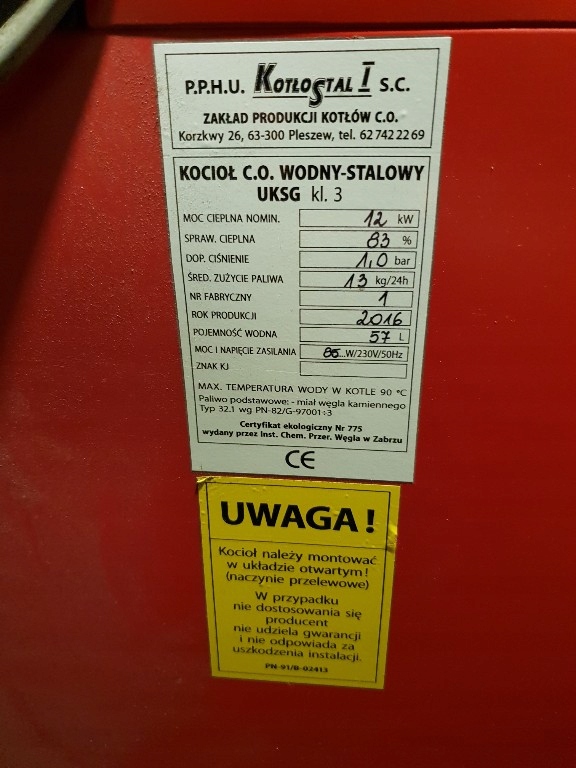 P.P.H.U. KOTŁOSTAL I S.C.
ZAKŁAD PRODUKCJI KOTŁÓW C.O.
Korzkwy 26, 63-300 Pleszew, tel. 62 742 22 69
KOCIOŁ C.O. WODNY-STALOWY
UKSG kl. 3
MOC CIEPLNA NOMIN. 12 kW
SPRAW. CIEPLNA 83 %
DOP. CIŚNIENIE 1,0 bar
ŚRED. ZUŻYCIE PALIWA 13 kg/24h
NR FABRYCZNY 1
ROK PRODUKCJI 2016
POJEMNOŚĆ WODNA 57 L
MOC I NAPIĘCIE ZASILANIA 85...W/230V/50Hz
ZNAK KJ
MAX. TEMPERATURA WODY W KOTLE 90 °C
Paliwo podstawowe: - miał węgla kamiennego
Typ 32.1 wg PN-82/G-97001÷3
Certyfikat ekologiczny Nr 775
wydany przez Inst. Chem. Przer. Węgla w Zabrzu
CE
UWAGA !
Kocioł należy montować
w układzie otwartym !
(naczynie przelewowe)
W przypadku
nie dostosowania się
producent
nie udziela gwarancji
i nie odpowiada za
uszkodzenia instalacji.
PN-91/B-02413